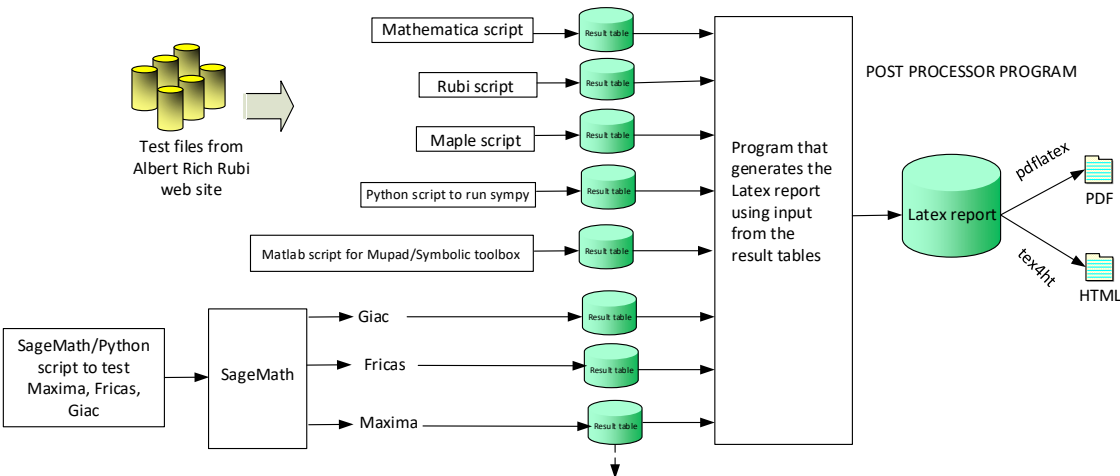 Mathematica script
Result table
Rubi script
Result table
Maple script
Result table
Python script to run sympy
Result table
Matlab script for Mupad/Symbolic toolbox
Result table
Test files from
Albert Rich Rubi
web site
SageMath/Python
script to test
Maxima, Fricas,
Giac
SageMath
Giac
Result table
Fricas
Result table
Maxima
Result table
Program that
generates the
Latex report
using input
from the
result tables
POST PROCESSOR PROGRAM
Latex report
pdflatex
PDF
tex4ht
HTML